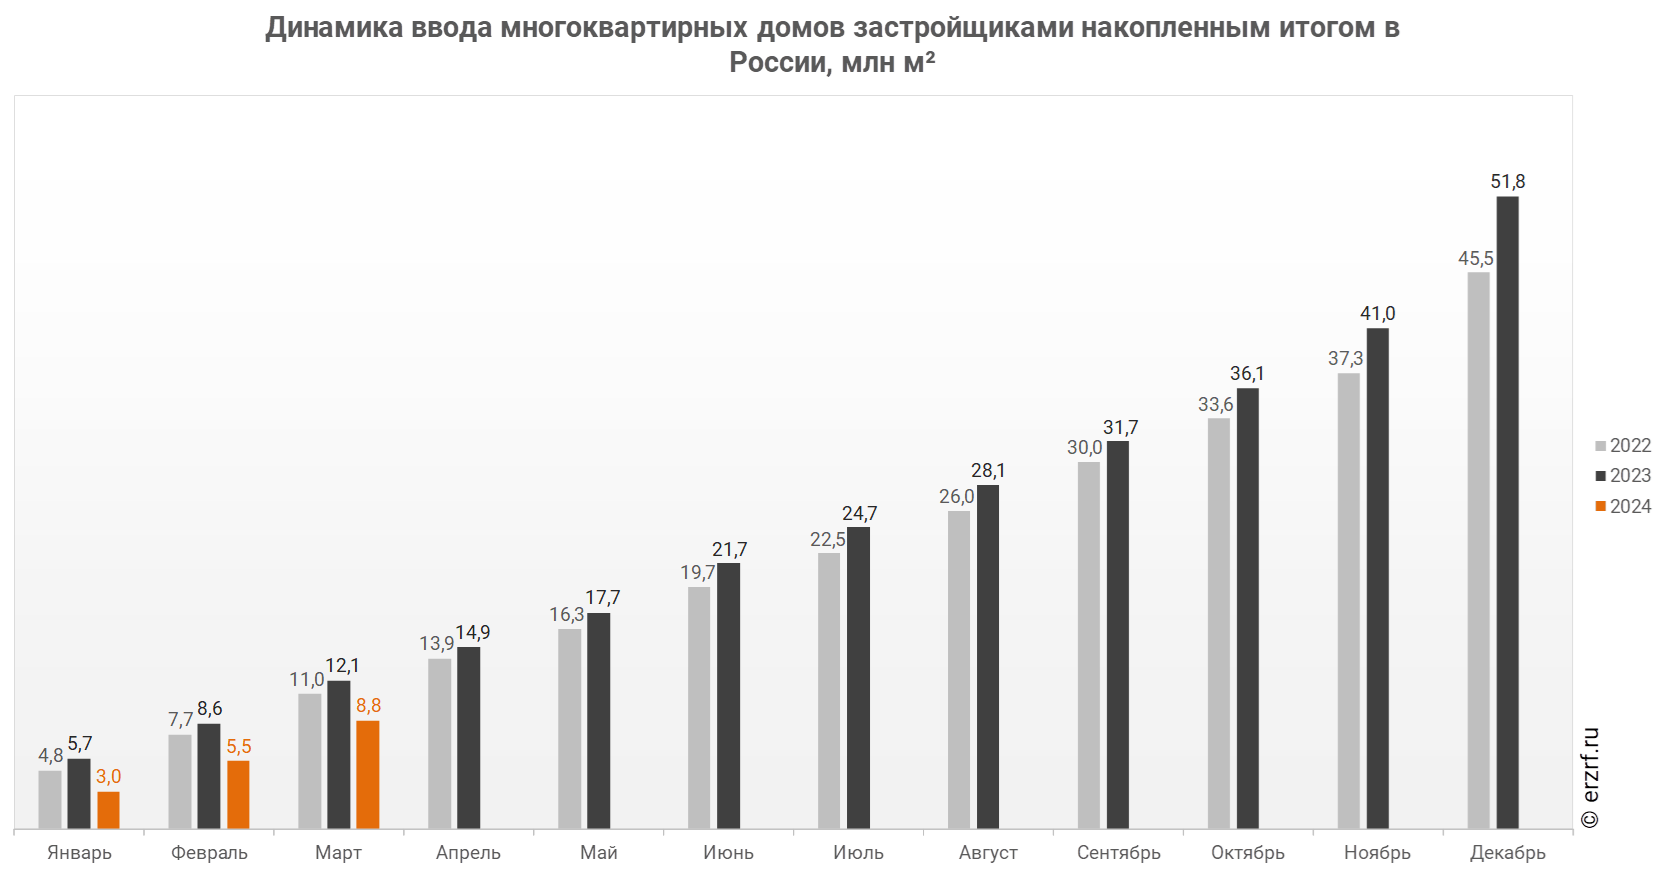 Динамика ввода многоквартирных домов застройщиками накопленным итогом в
России, млн м²
4,8
5,7
3,0
7,7
8,6
5,5
11,0
12,1
8,8
13,9
14,9
16,3
17,7
19,7
21,7
22,5
24,7
26,0
28,1
30,0
31,7
33,6
36,1
37,3
41,0
45,5
51,8
Январь
Февраль
Март
Апрель
Май
Июнь
Июль
Август
Сентябрь
Октябрь
Ноябрь
Декабрь
2022
2023
2024
© erzrf.ru